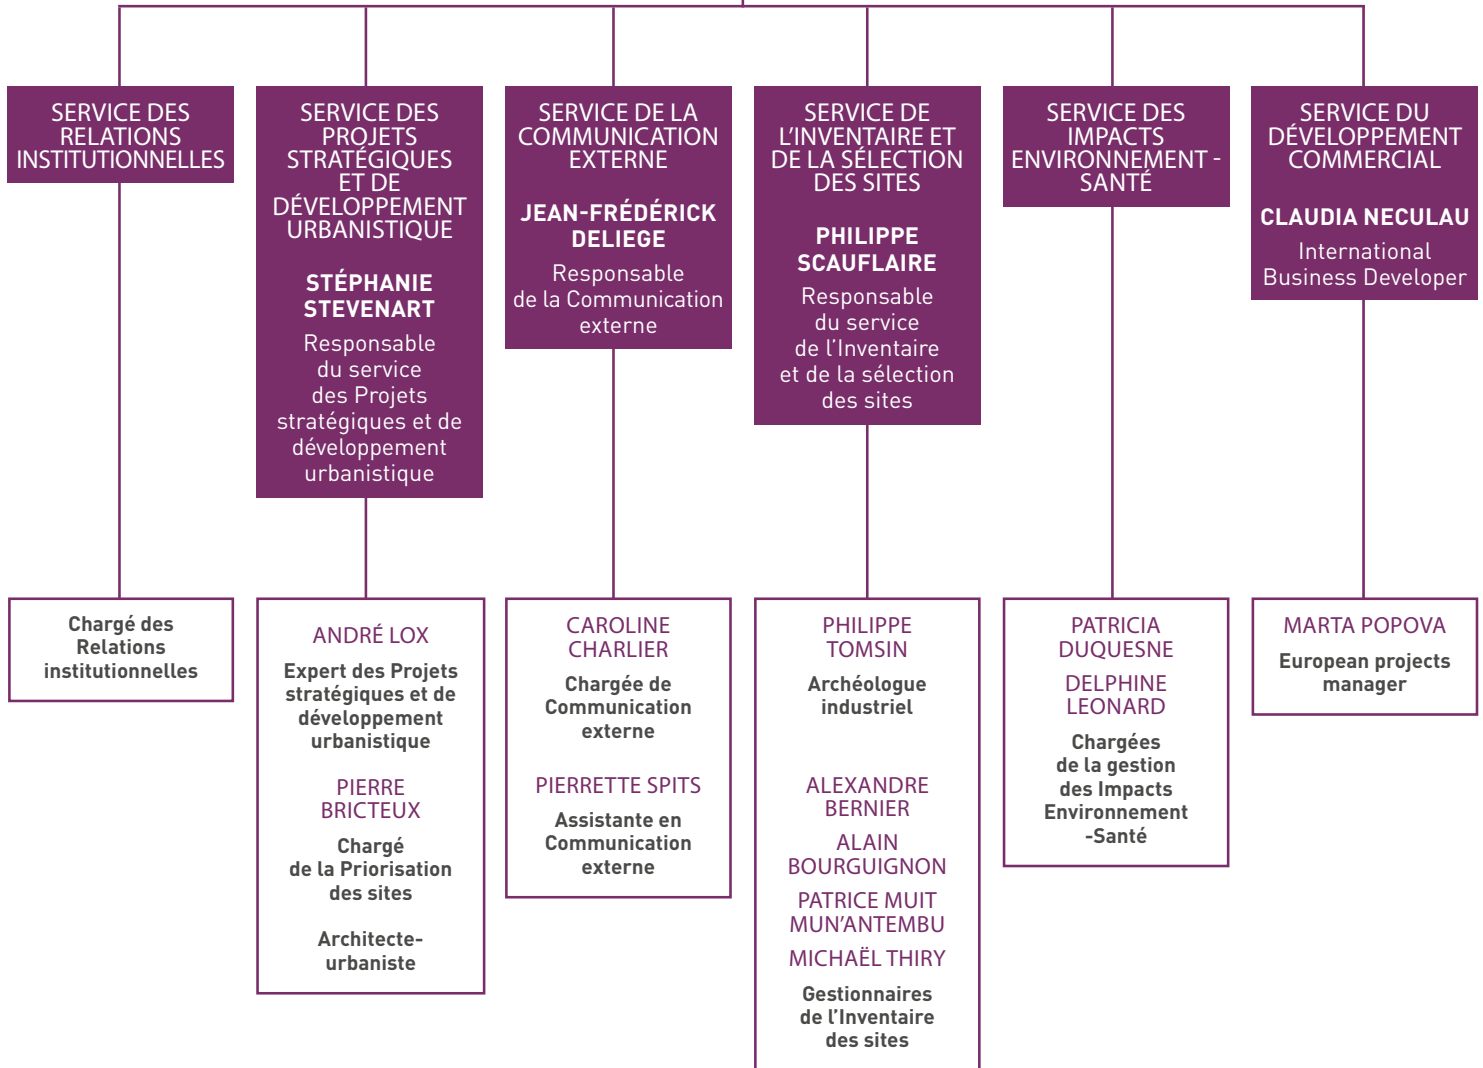 SERVICE DES
RELATIONS
INSTITUTIONNELLES
SERVICE DES
PROJETS
STRATÉGIQUES
ET DE
DÉVELOPPEMENT
URBANISTIQUE
STÉPHANIE
STEVENART
Responsable
du service
des Projets
stratégiques et de
développement
urbanistique
SERVICE DE LA
COMMUNICATION
EXTERNE
JEAN-FRÉDÉRICK
DELIEGE
Responsable
de la Communication
externe
SERVICE DE
L'INVENTAIRE ET
DE LA SÉLECTION
DES SITES
PHILIPPE
SCAUFLAIRE
Responsable
du service
de l'Inventaire
et de la sélection
des sites
SERVICE DES
IMPACTS
ENVIRONNEMENT -
SANTÉ
SERVICE DU
DÉVELOPPEMENT
COMMERCIAL
CLAUDIA NECULAU
International
Business Developer
Chargé des
Relations
institutionnelles
ANDRÉ LOX
Expert des Projets
stratégiques et de
développement
urbanistique
PIERRE
BRICTEUX
Chargé
de la Priorisation
des sites
Architecte-
urbaniste
CAROLINE
CHARLIER
Chargée de
Communication
externe
PIERRETTE SPITS
Assistante en
Communication
externe
PHILIPPE
TOMSIN
Archéologue
industriel
ALEXANDRE
BERNIER
ALAIN
BOURGUIGNON
PATRICE MUIT
MUN'ANTEMBU
MICHAËL THIRY
Gestionnaires
de l'Inventaire
des sites
PATRICIA
DUQUESNE
DELPHINE
LEONARD
Chargées
de la gestion
des Impacts
Environnement
-Santé
MARTA POPOVA
European projects
manager